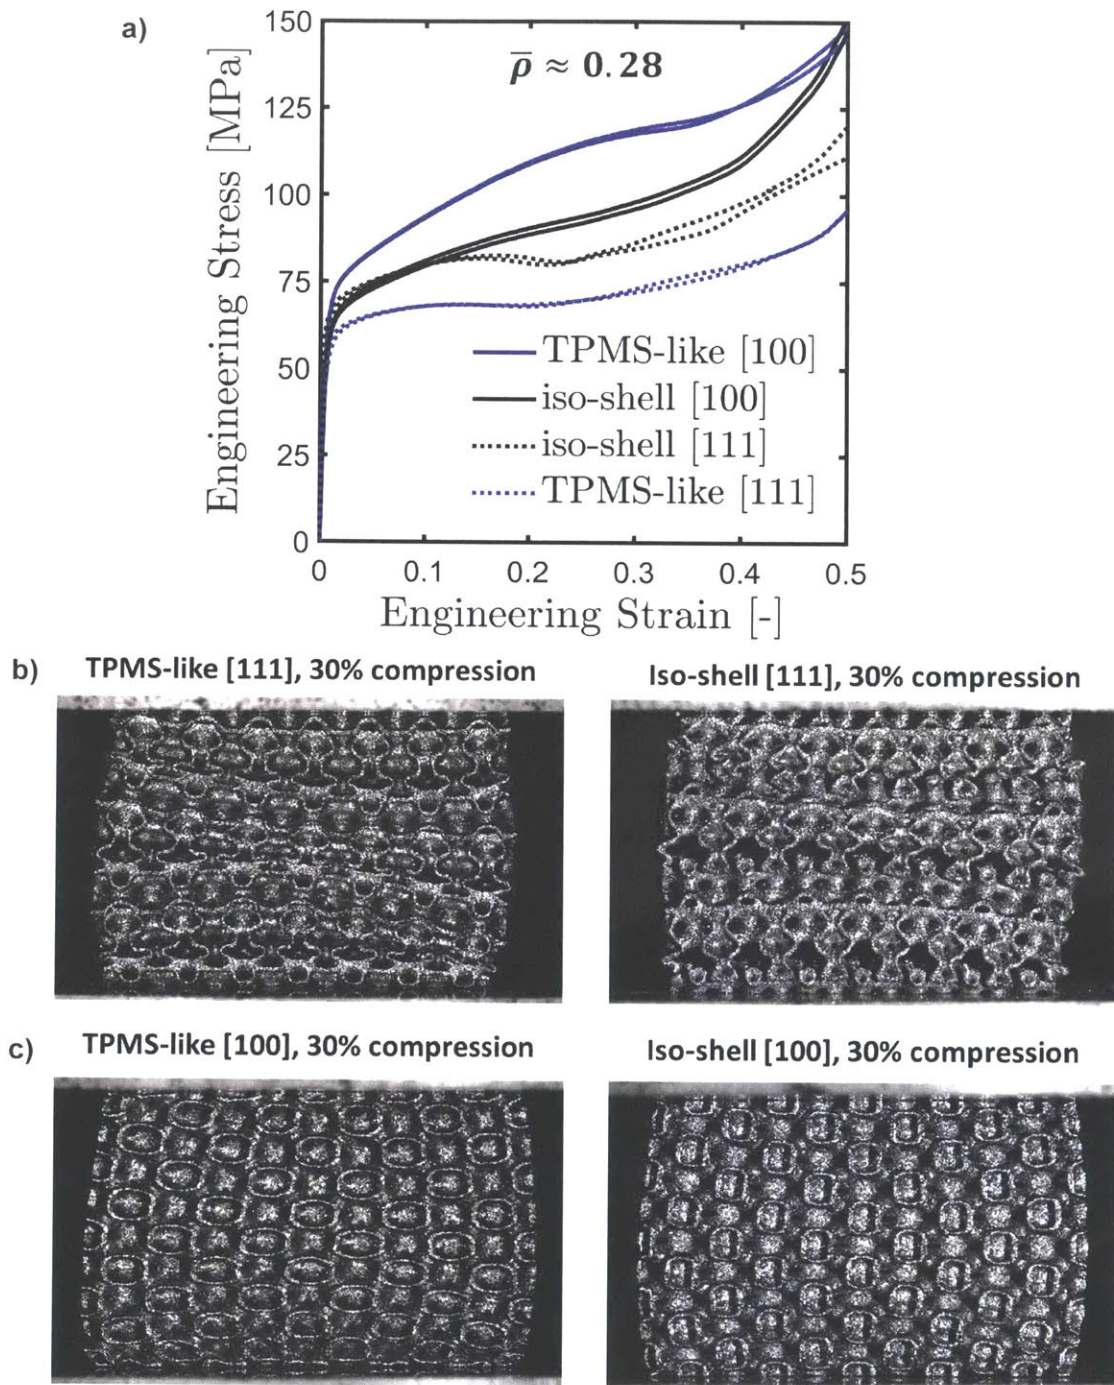 a)
150
125
100
75
50
25
0
Engineering Stress [MPa]
ρ̅ ≈ 0.28
TPMS-like [100]
iso-shell [100]
iso-shell [111]
TPMS-like [111]
0 0.1 0.2 0.3 0.4 0.5
Engineering Strain [-]
b) TPMS-like [111], 30% compression Iso-shell [111], 30% compression
c) TPMS-like [100], 30% compression Iso-shell [100], 30% compression